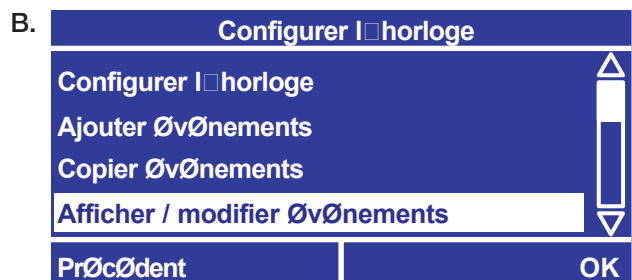 B.
Configurer l□horloge
Configurer l□horloge
Ajouter ØvØnements
Copier ØvØnements
Afficher / modifier ØvØnements
PrØcØdent OK